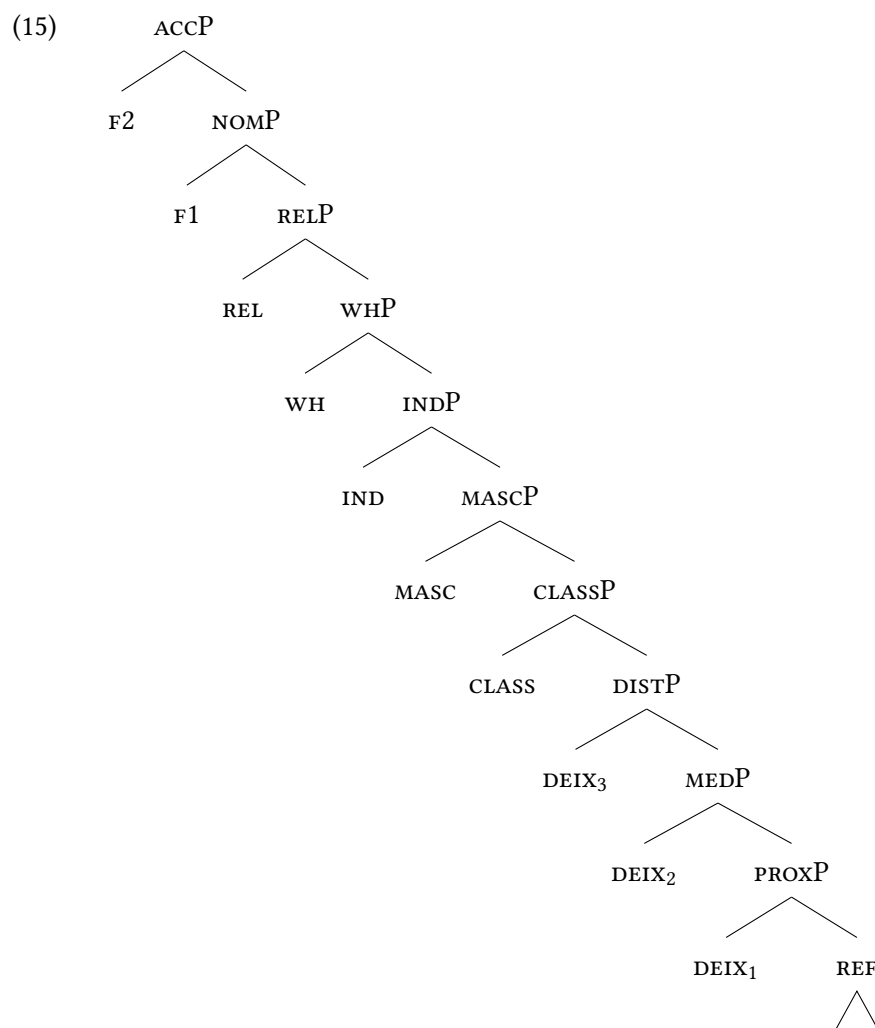 (15) ACCP
F2 NOMP
F1 RELP
REL WHP
WH INDP
IND MASCP
MASC CLASSP
CLASS DISTP
DEIX₃ MEDP
DEIX₂ PROXP
DEIX₁ REF